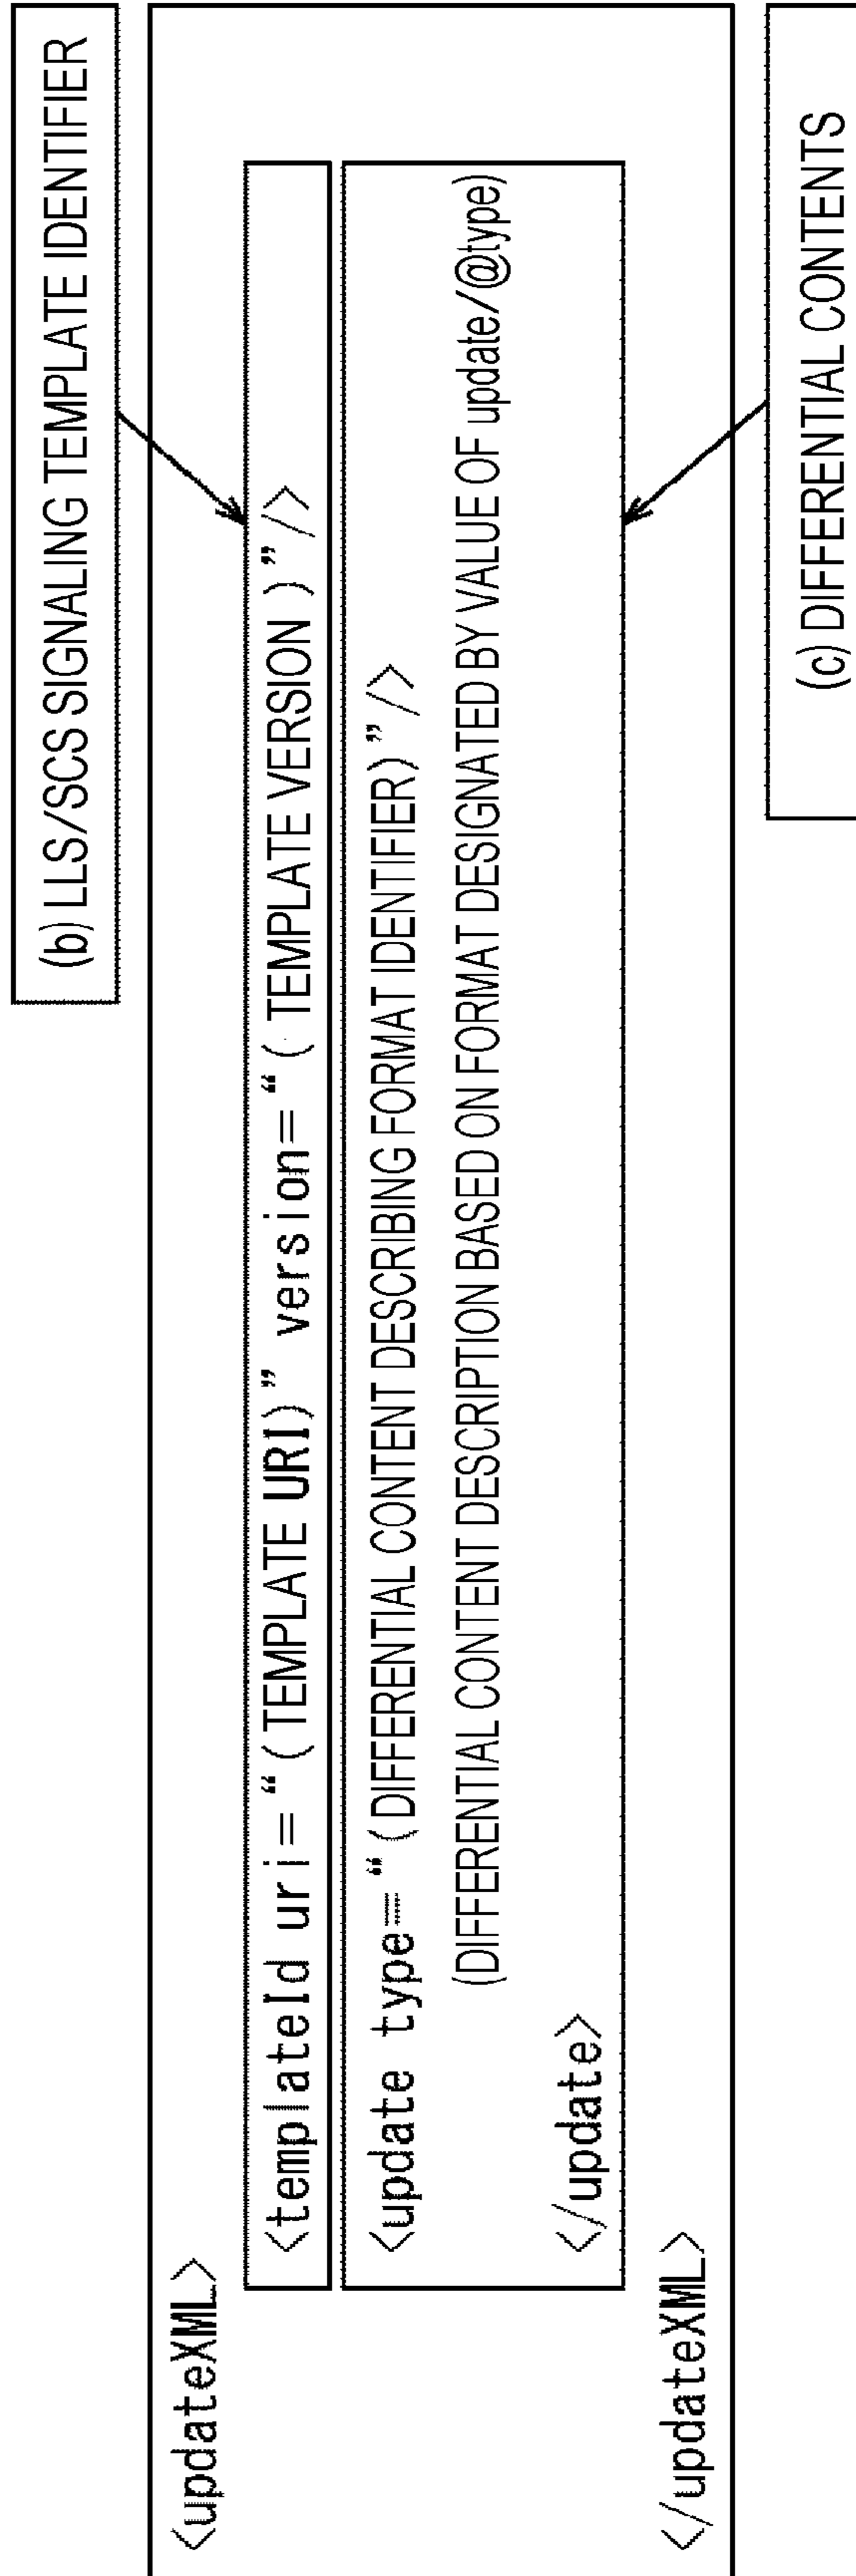 (b) LLS/SCS SIGNALING TEMPLATE IDENTIFIER
<updateXML>
<templateId uri=“(TEMPLATE URI)” version=“( TEMPLATE VERSION )”/>
<update type=“(DIFFERENTIAL CONTENT DESCRIBING FORMAT IDENTIFIER)”/>
(DIFFERENTIAL CONTENT DESCRIPTION BASED ON FORMAT DESIGNATED BY VALUE OF update/@type)
</update>
</updateXML>
(c) DIFFERENTIAL CONTENTS